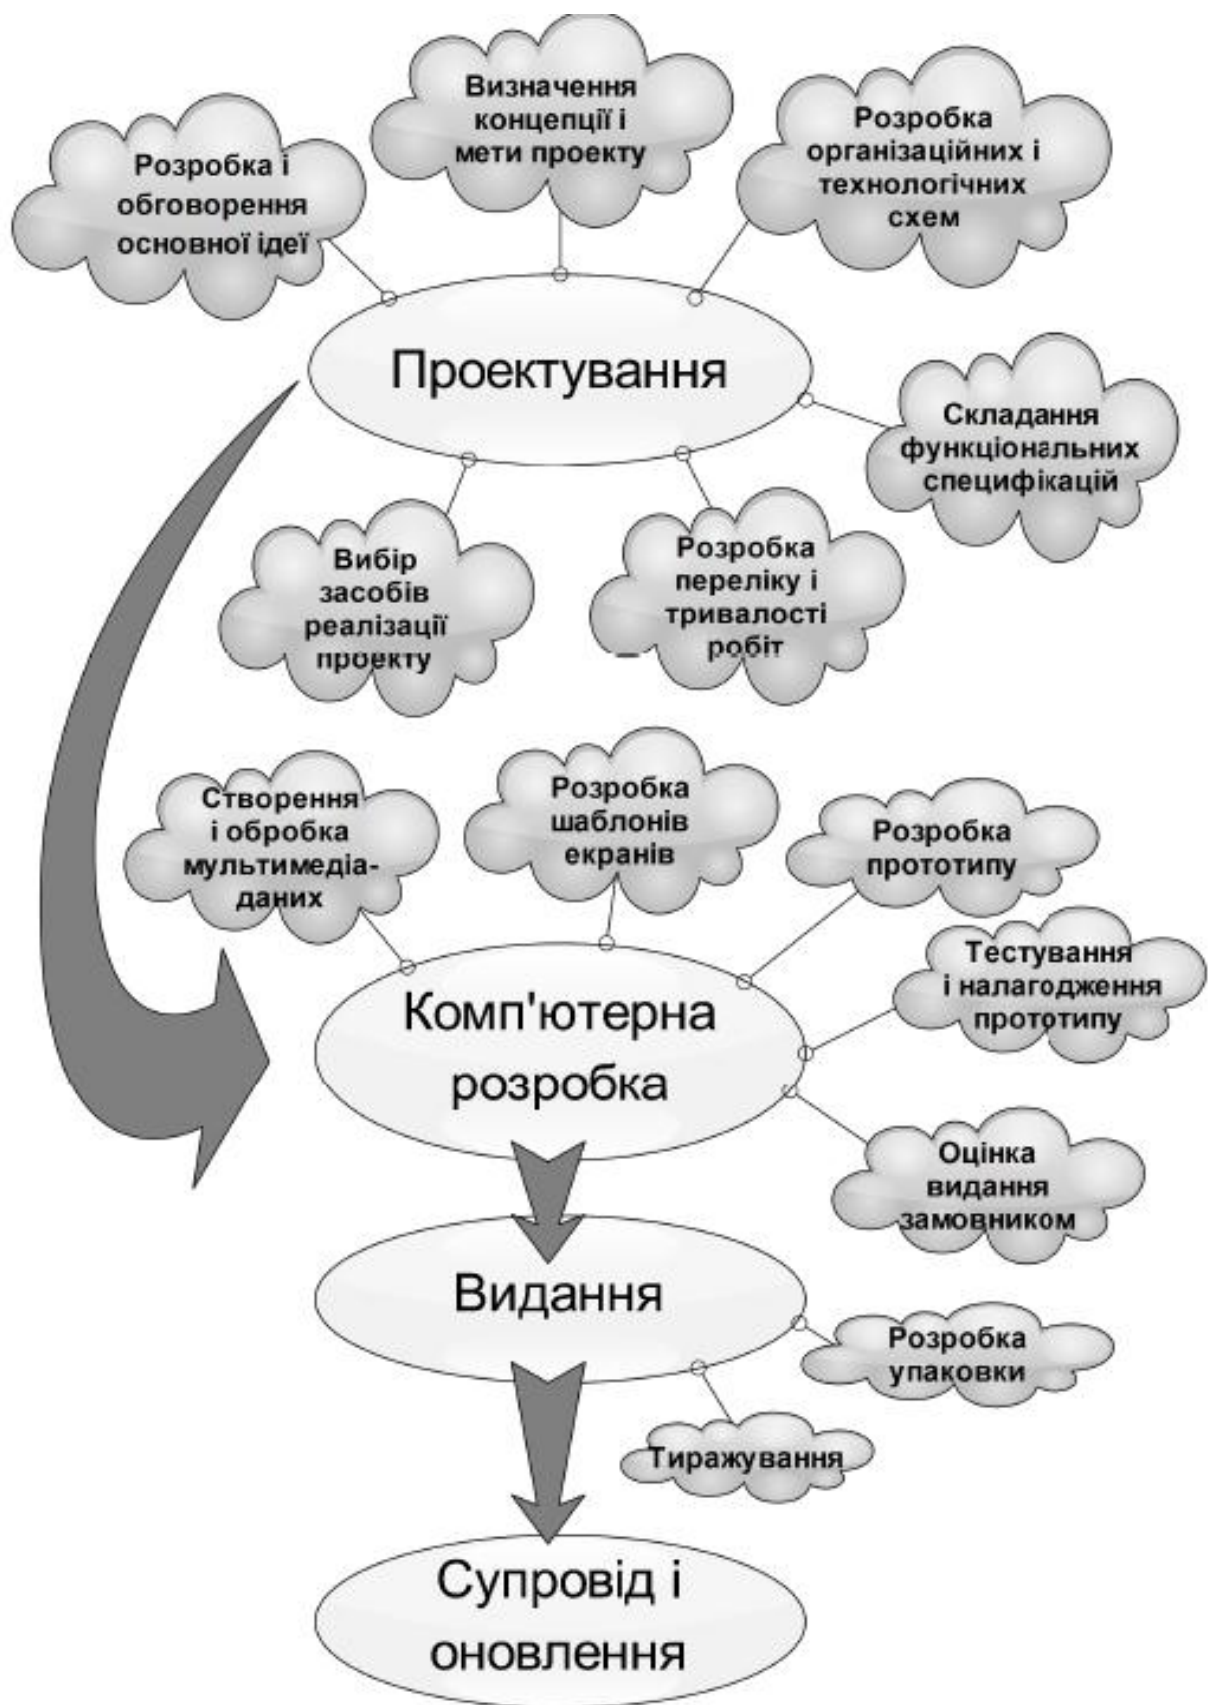 Визначення
концепції і
мети проекту
Розробка і
обговорення
основної ідеї
Розробка
організаційних і
технологічних
схем
Проектування
Складання
функціональних
специфікацій
Вибір
засобів
реалізації
проекту
Розробка
переліку і
тривалості
робіт
Створення
і обробка
мультимедіа-
даних
Розробка
шаблонів
екранів
Розробка
прототипу
Тестування
і налагодження
прототипу
Комп'ютерна
розробка
Оцінка
видання
замовником
Видання
Розробка
упаковки
Тиражування
Супровід і
оновлення